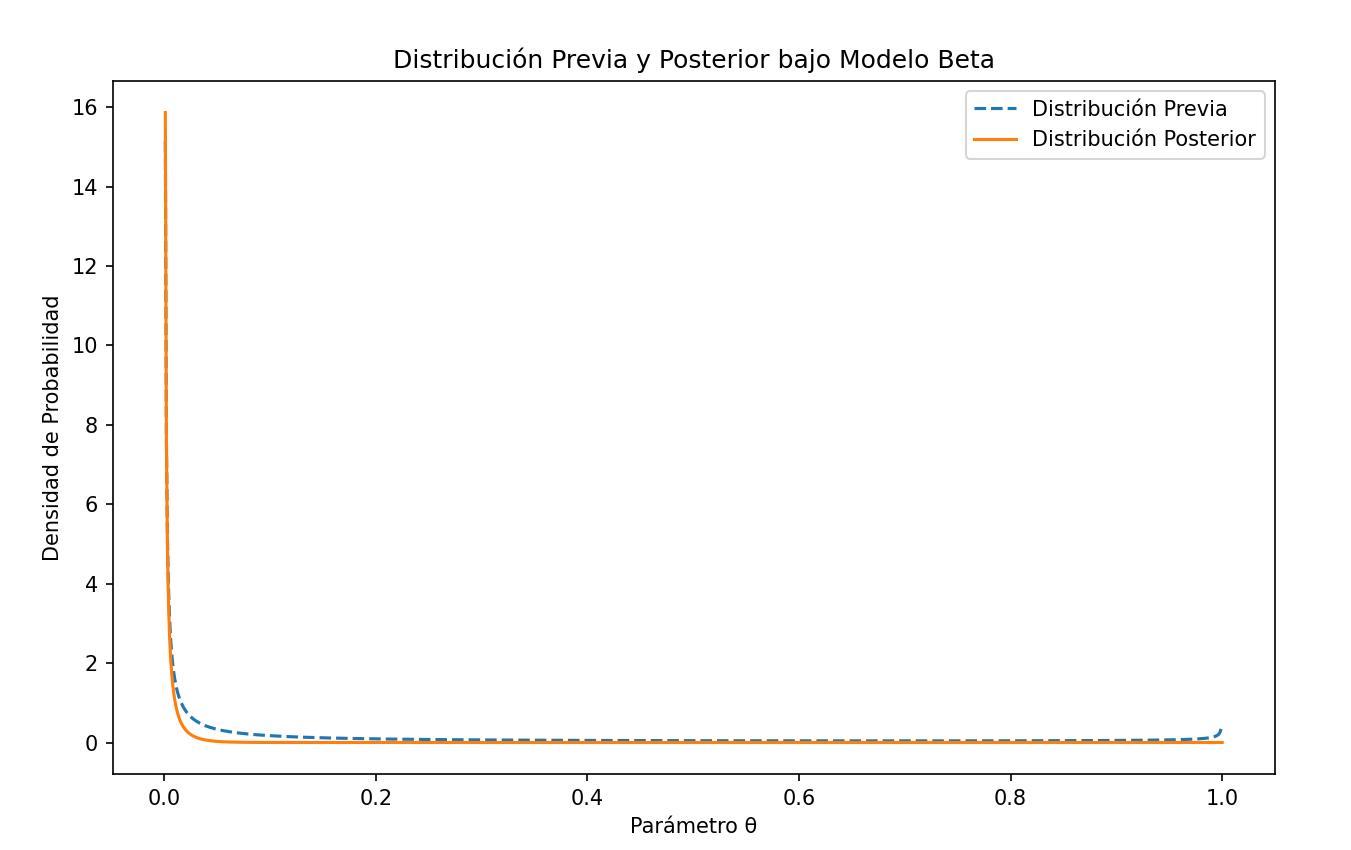 Distribución Previa y Posterior bajo Modelo Beta
Distribución Previa
Distribución Posterior
Densidad de Probabilidad
16
14
12
10
8
6
4
2
0
0.0 0.2 0.4 0.6 0.8 1.0
Parámetro θ